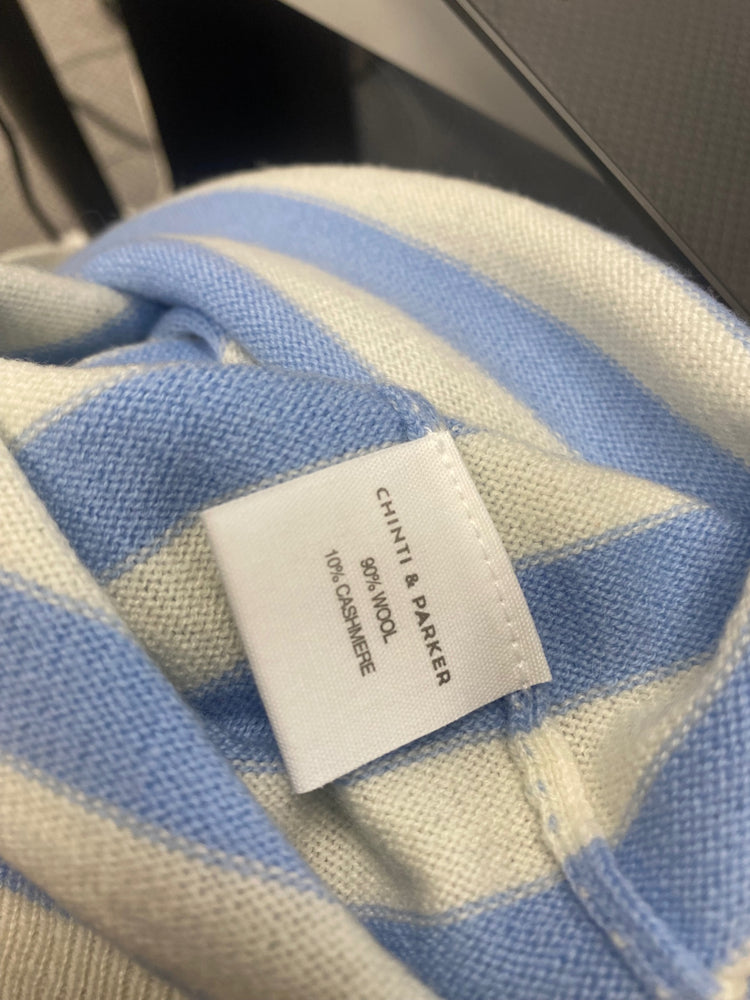 CHINTI & PARKER
90% WOOL
10% CASHMERE